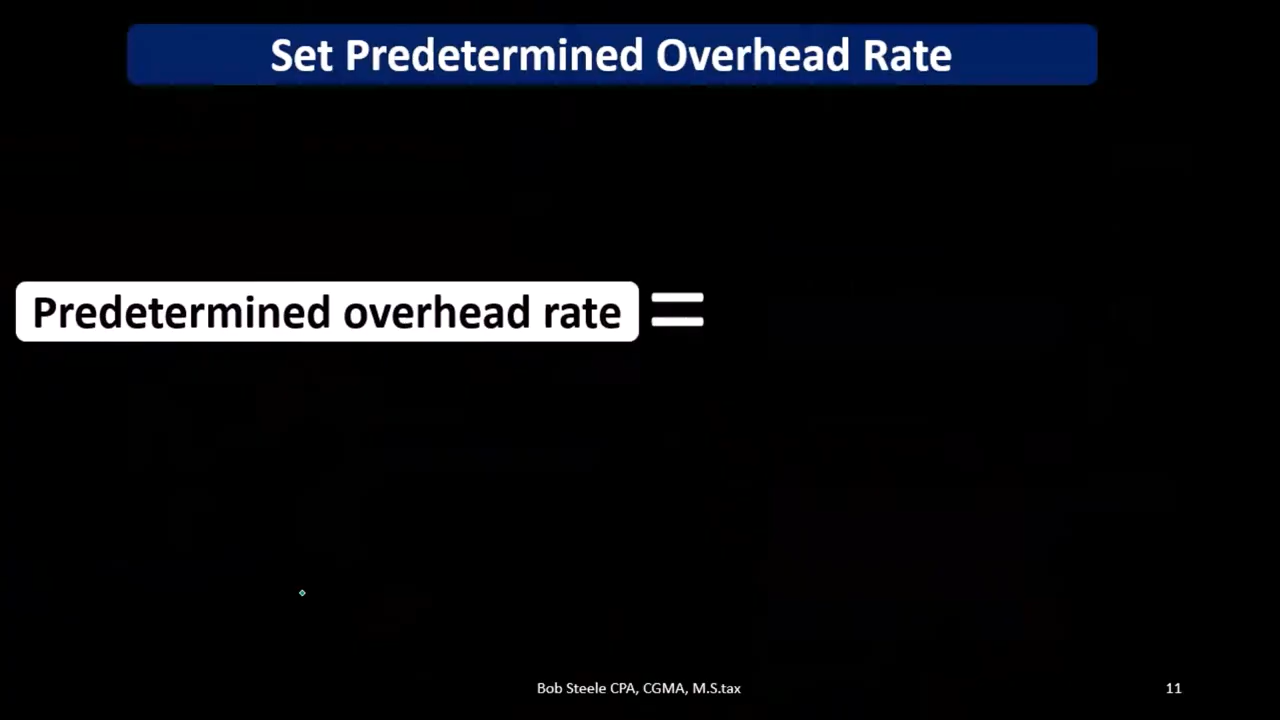 Set Predetermined Overhead Rate
Predetermined overhead rate =
Bob Steele CPA, CGMA, M.S.tax
11